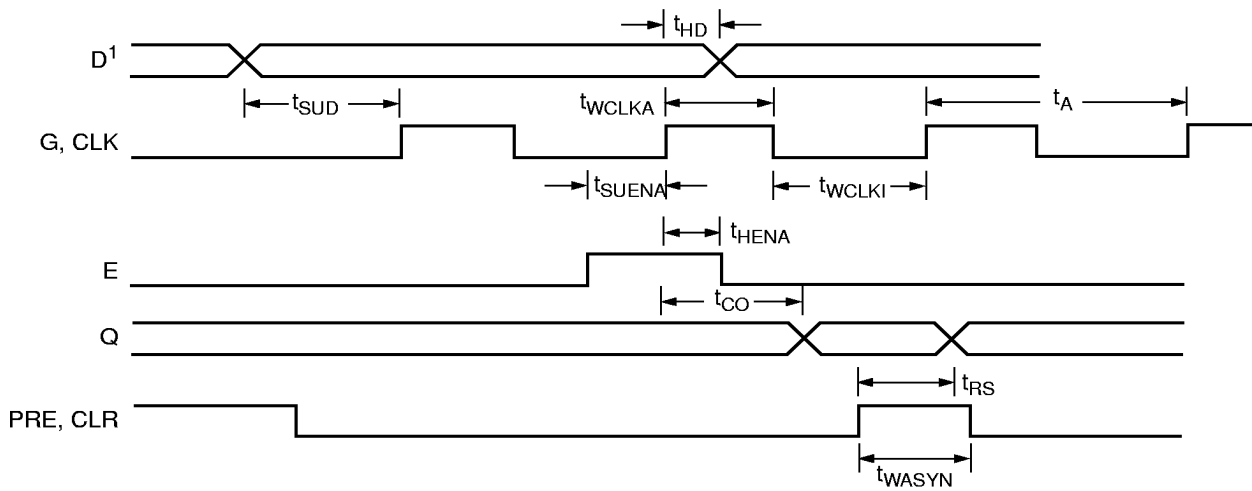 tHD
D1
tSUD
tWCLKA
tA
G, CLK
tSUENA
tWCLKI
tHENA
E
tCO
Q
tRS
PRE, CLR
tWASYN